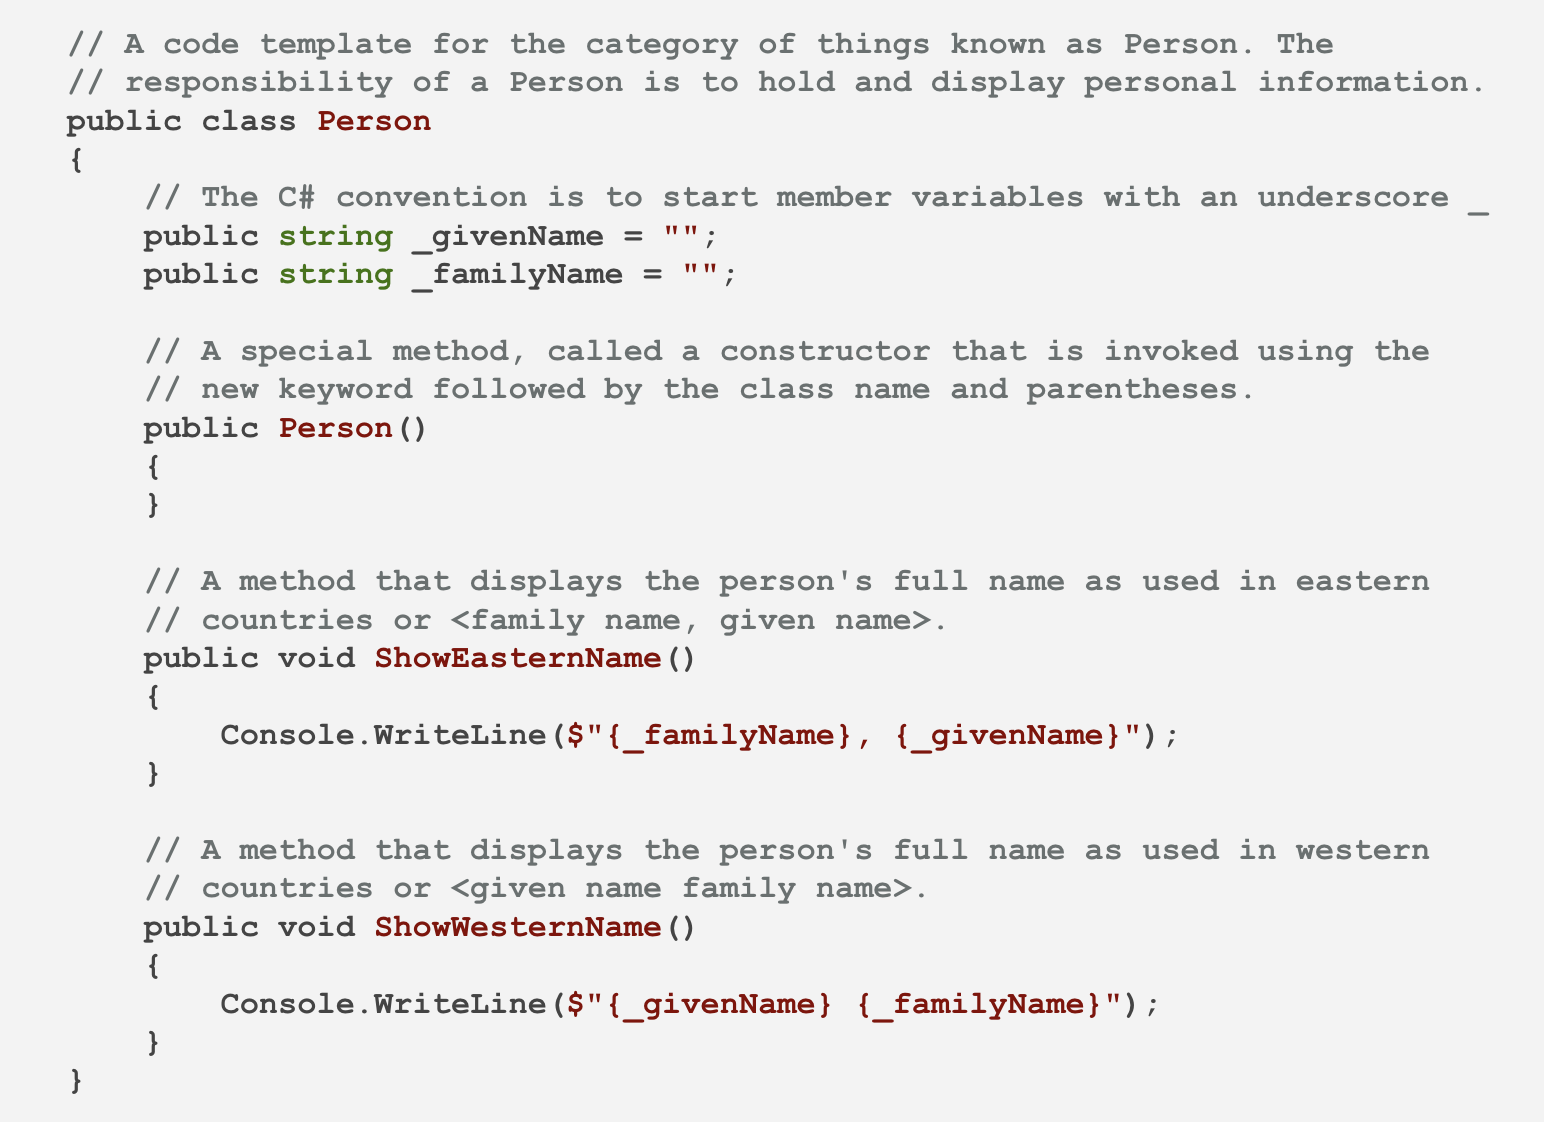 // A code template for the category of things known as Person. The
// responsibility of a Person is to hold and display personal information.
public class Person
{
    // The C# convention is to start member variables with an underscore _
    public string _givenName = "";
    public string _familyName = "";

    // A special method, called a constructor that is invoked using the
    // new keyword followed by the class name and parentheses.
    public Person()
    {
    }

    // A method that displays the person's full name as used in eastern
    // countries or <family name, given name>.
    public void ShowEasternName()
    {
        Console.WriteLine($"{_familyName}, {_givenName}");
    }

    // A method that displays the person's full name as used in western
    // countries or <given name family name>.
    public void ShowWesternName()
    {
        Console.WriteLine($"{_givenName} {_familyName}");
    }
}